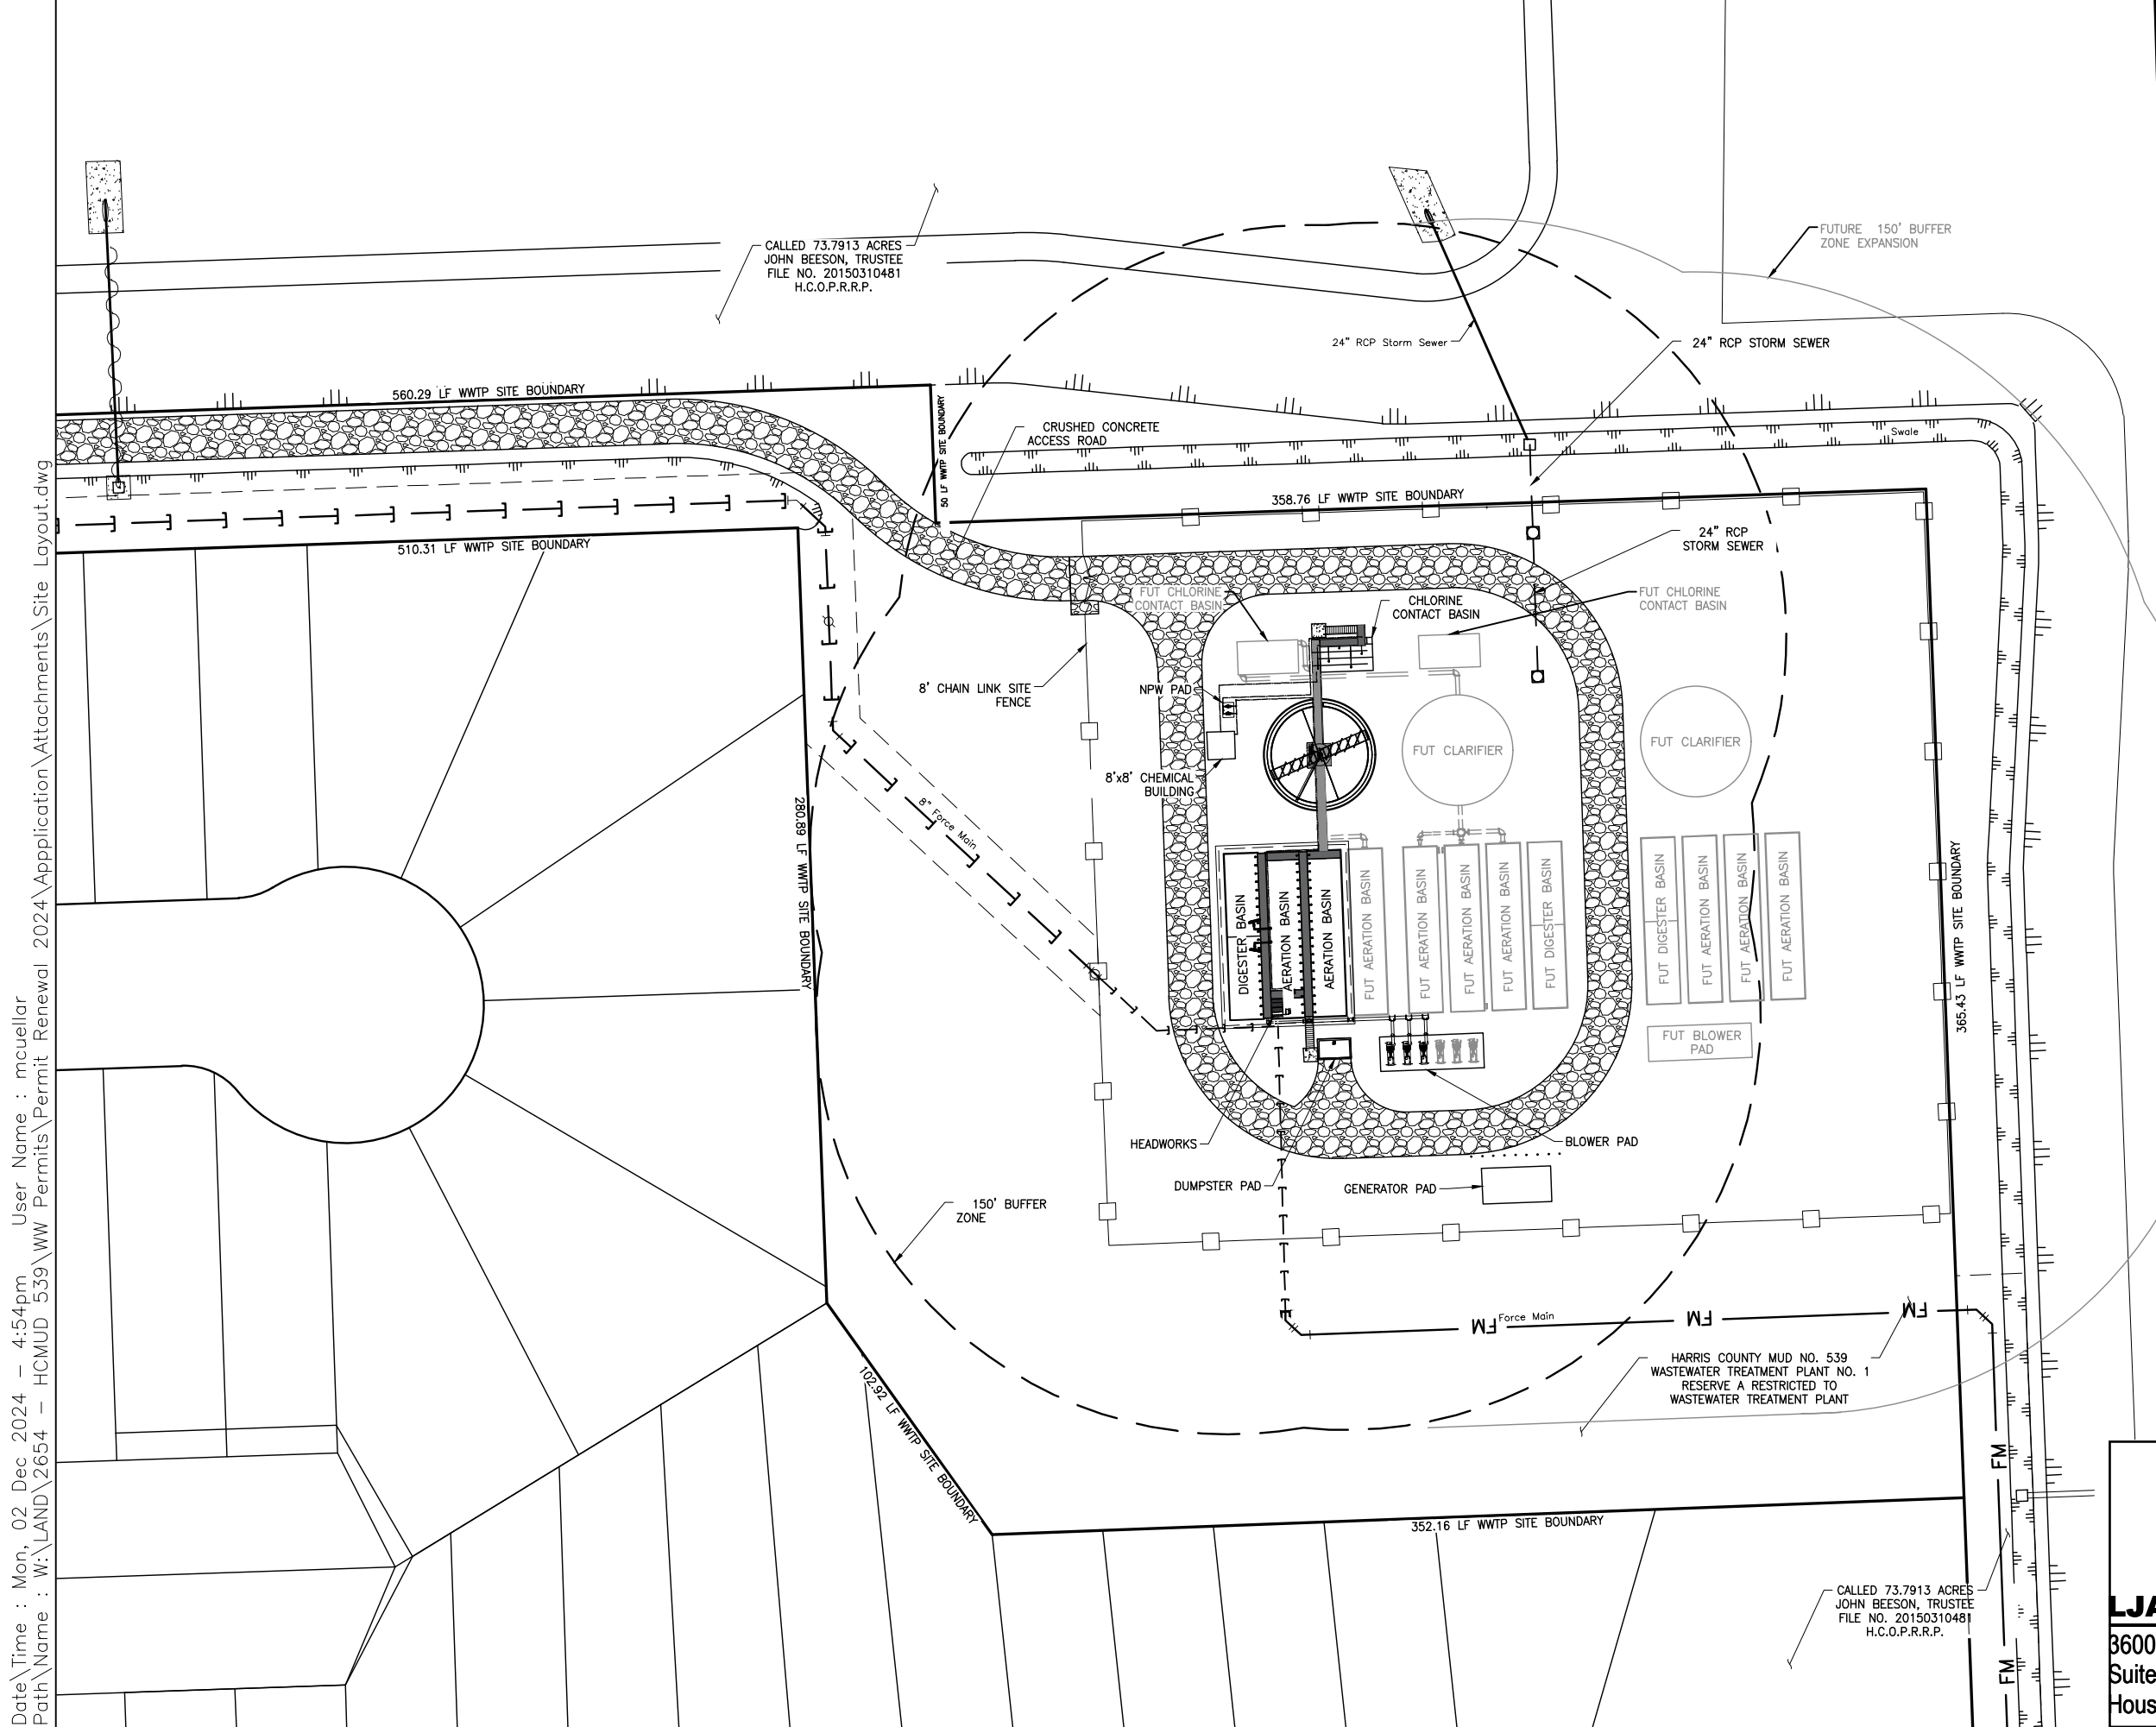 FUTURE 150' BUFFER
ZONE EXPANSION
CALLED 73.7913 ACRES
JOHN BEESON, TRUSTEE
FILE NO. 20150310481
H.C.O.P.R.R.P.
24" RCP Storm Sewer
24" RCP STORM SEWER
560.29 LF WWTP SITE BOUNDARY
50 LF WWTP SITE BOUNDARY
CRUSHED CONCRETE
ACCESS ROAD
Swale
358.76 LF WWTP SITE BOUNDARY
510.31 LF WWTP SITE BOUNDARY
24" RCP
STORM SEWER
FUT CHLORINE
CONTACT BASIN
CHLORINE
CONTACT BASIN
FUT CHLORINE
CONTACT BASIN
8' CHAIN LINK SITE
FENCE
NPW PAD
FUT CLARIFIER
FUT CLARIFIER
8'x8' CHEMICAL
BUILDING
8" Force Main
280.89 LF WWTP SITE BOUNDARY
DIGESTER BASIN
AERATION BASIN
AERATION BASIN
FUT AERATION BASIN
FUT AERATION BASIN
FUT AERATION BASIN
FUT AERATION BASIN
FUT DIGESTER BASIN
FUT DIGESTER BASIN
FUT AERATION BASIN
FUT AERATION BASIN
FUT AERATION BASIN
365.43 LF WWTP SITE BOUNDARY
FUT BLOWER
PAD
HEADWORKS
BLOWER PAD
DUMPSTER PAD
GENERATOR PAD
150' BUFFER
ZONE
FM
Force Main
FM
FM
HARRIS COUNTY MUD NO. 539
WASTEWATER TREATMENT PLANT NO. 1
RESERVE A RESTRICTED TO
WASTEWATER TREATMENT PLANT
102.92 LF WWTP SITE BOUNDARY
FM
352.16 LF WWTP SITE BOUNDARY
CALLED 73.7913 ACRES
JOHN BEESON, TRUSTEE
FILE NO. 20150310481
H.C.O.P.R.R.P.
FM
LJA
3600
Suite
Hous
Date\Time : Mon, 02 Dec 2024 - 4:54pm User Name : mcuellar
Path\Name : W:\LAND\2654 - HCMUD 539\WW Permits\Permit Renewal 2024\Application\Attachments\Site Layout.dwg